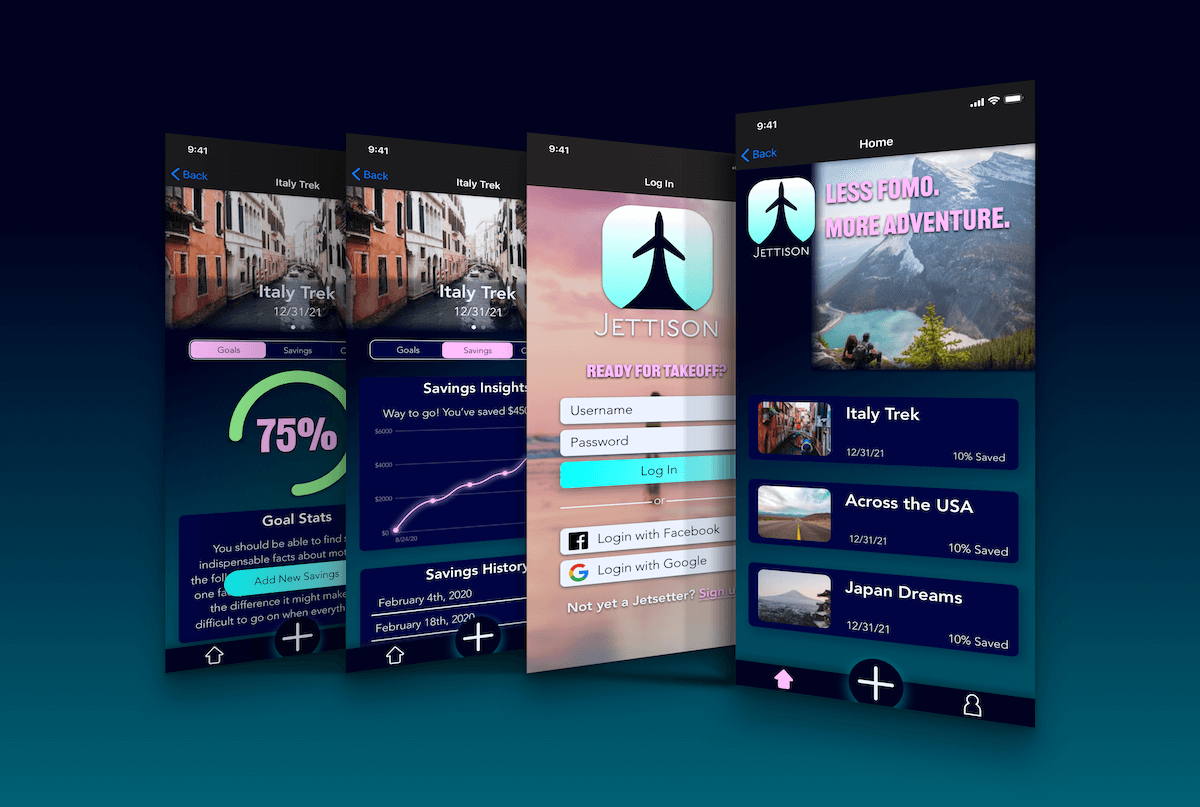 9:41
Back
Italy Trek
Italy Trek
12/31/21
Goals
Savings
75%
Goal Stats
You should be able to find
indispensable facts about
the
one
Add New Savings
the difference it might make
difficult to go on when
9:41
Back
Italy Trek
Italy Trek
12/31/21
Goals
Savings
Savings Insights
Way to go! You've saved $450
$6000
$4000
$2000
$0
8/24/20
Savings History
February 4th, 2020
February 18th, 2020
9:41
Log In
JETTISON
READY FOR TAKEOFF?
Username
Password
Log In
or
Login with Facebook
Login with Google
Not yet a Jetsetter? Sign
9:41
Back
Home
JETTISON
LESS FOMO.
MORE ADVENTURE.
Italy Trek
12/31/21
10% Saved
Across the USA
12/31/21
10% Saved
Japan Dreams
12/31/21
10% Saved